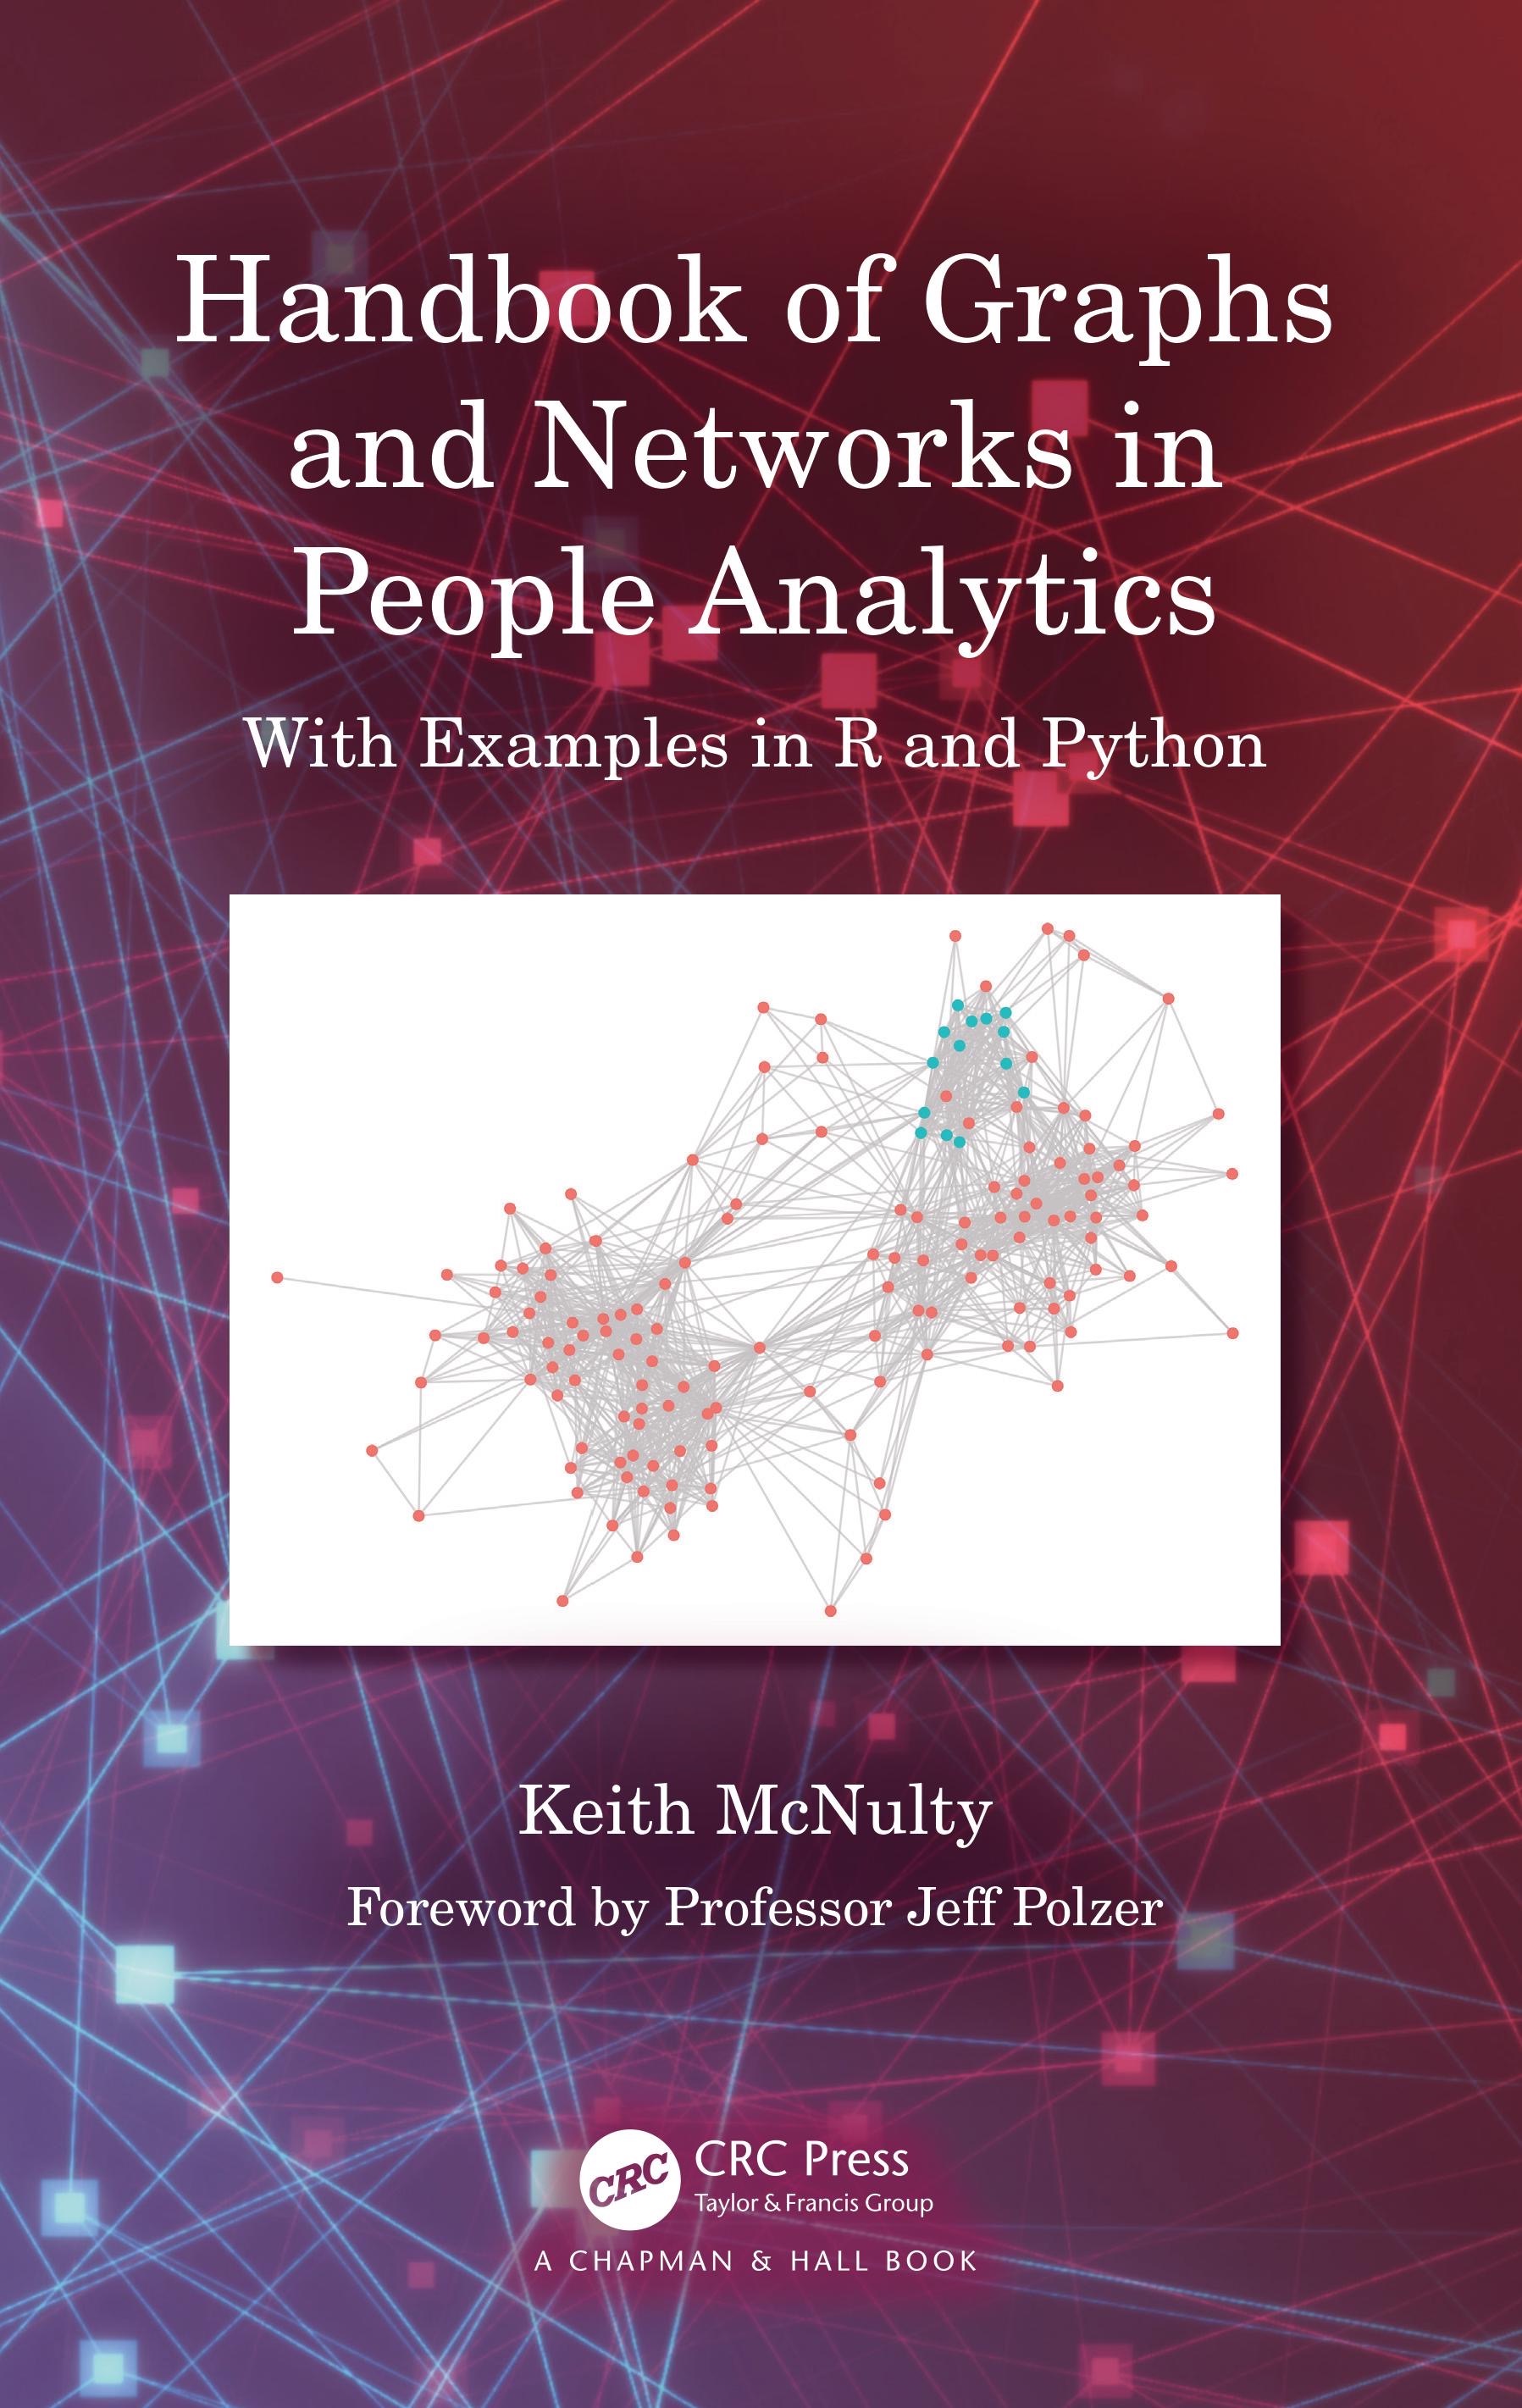 Handbook of Graphs
and Networks in
People Analytics
With Examples in R and Python
Keith McNulty
Foreword by Professor Jeff Polzer
CRC
CRC Press
Taylor & Francis Group
A CHAPMAN & HALL BOOK